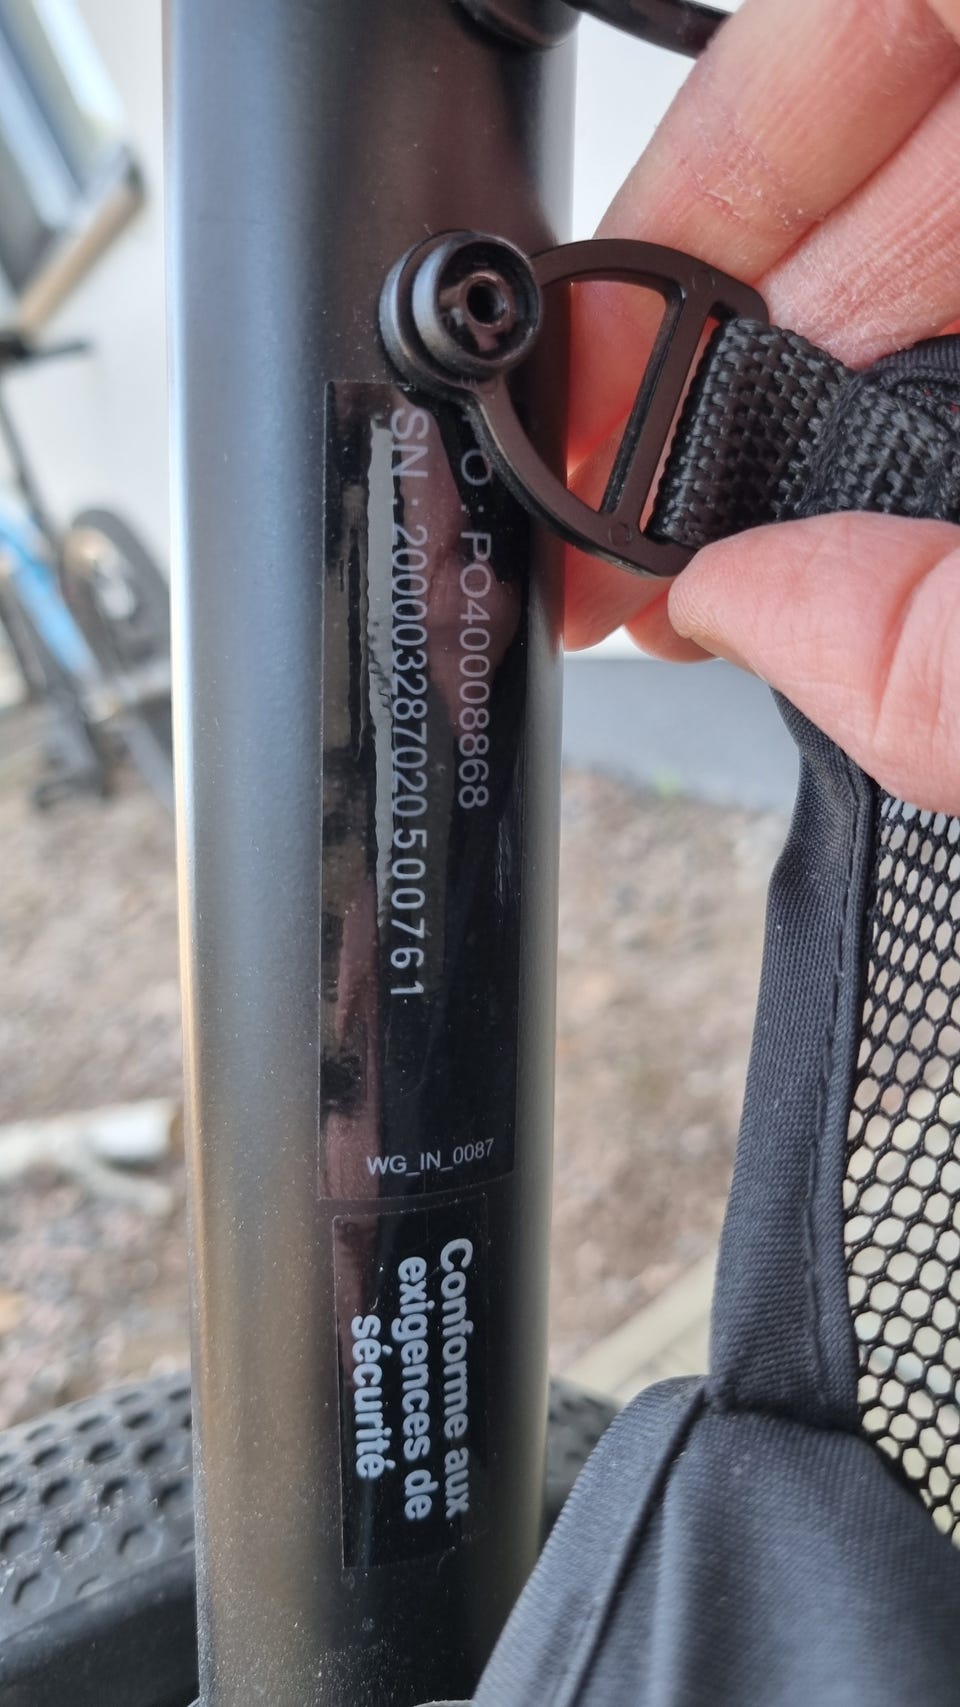 O : PO40008868
SN : 200003287020500761
WG_IN_0087
Conforme aux
exigences de
sécurité